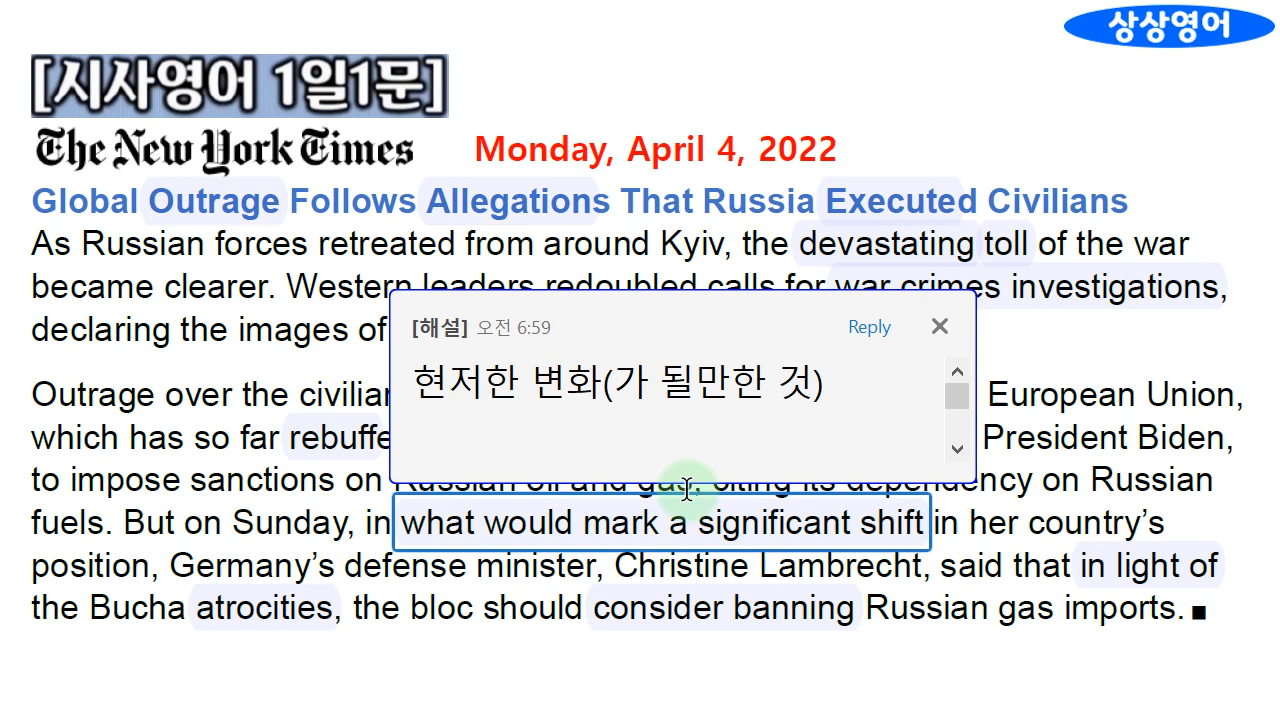 상상영어
[시사영어 1일1문]
The New York Times Monday, April 4, 2022
Global Outrage Follows Allegations That Russia Executed Civilians
As Russian forces retreated from around Kyiv, the devastating toll of the war
became clearer. Western leaders redoubled calls for war crimes investigations,
declaring the images of
[해설] 오전 6:59 Reply
현저한 변화(가 될만한 것)
Outrage over the civilian European Union,
which has so far President Biden,
to impose sanctions on Russian oil and gas, citing its dependency on Russian
fuels. But on Sunday, in what would mark a significant shift in her country's
position, Germany's defense minister, Christine Lambrecht, said that in light of
the Bucha atrocities, the bloc should consider banning Russian gas imports. ■